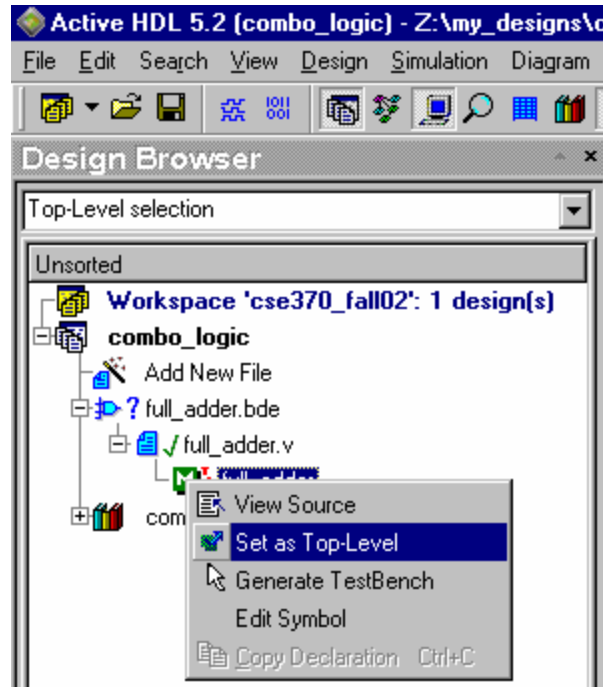 Active HDL 5.2 (combo_logic) - Z:\my_designs\
File Edit Search View Design Simulation Diagram
Design Browser
Top-Level selection
Unsorted
Workspace 'cse370_fall02': 1 design(s)
combo_logic
Add New File
? full_adder.bde
full_adder.v
View Source
com
Set as Top-Level
Generate TestBench
Edit Symbol
Copy Declaration Ctrl+C